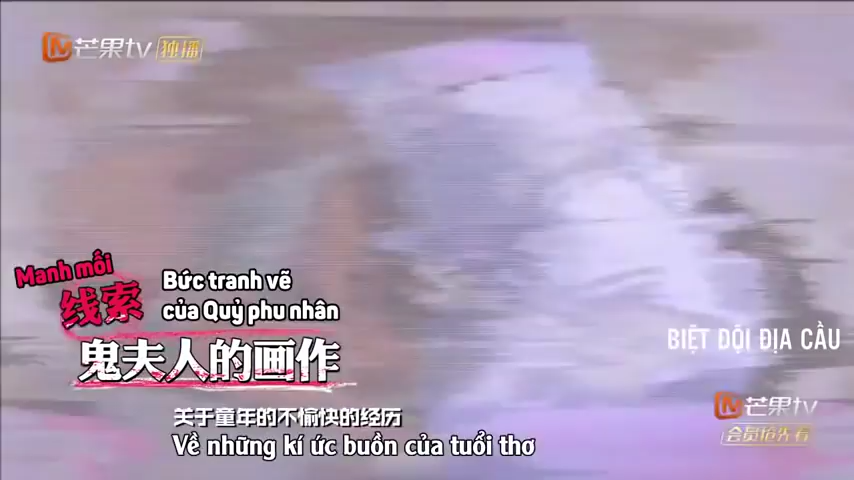 芒果tv 独播
Manh mối
线索
Bức tranh vẽ
của Quỷ phu nhân
鬼夫人的画作
BIỆT ĐỘI ĐỊA CẦU
芒果tv
会员抢先看
关于童年的不愉快的经历
Về những kí ức buồn của tuổi thơ